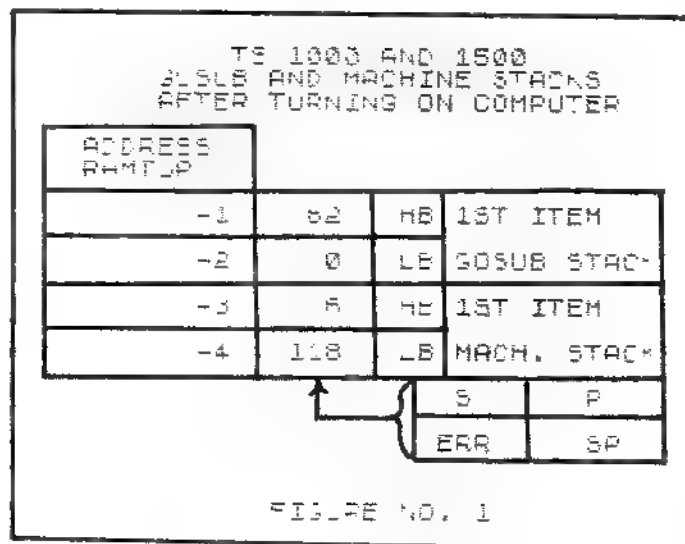 TS 1000 AND 1500
GOSUB AND MACHINE STACKS
AFTER TURNING ON COMPUTER
ADDRESS
RAMTOP
-1 62 HB 1ST ITEM
-2 0 LB GOSUB STACK
-3 6 HB 1ST ITEM
-4 118 LB MACH. STACK
S P
ERR SP
FIGURE NO. 1